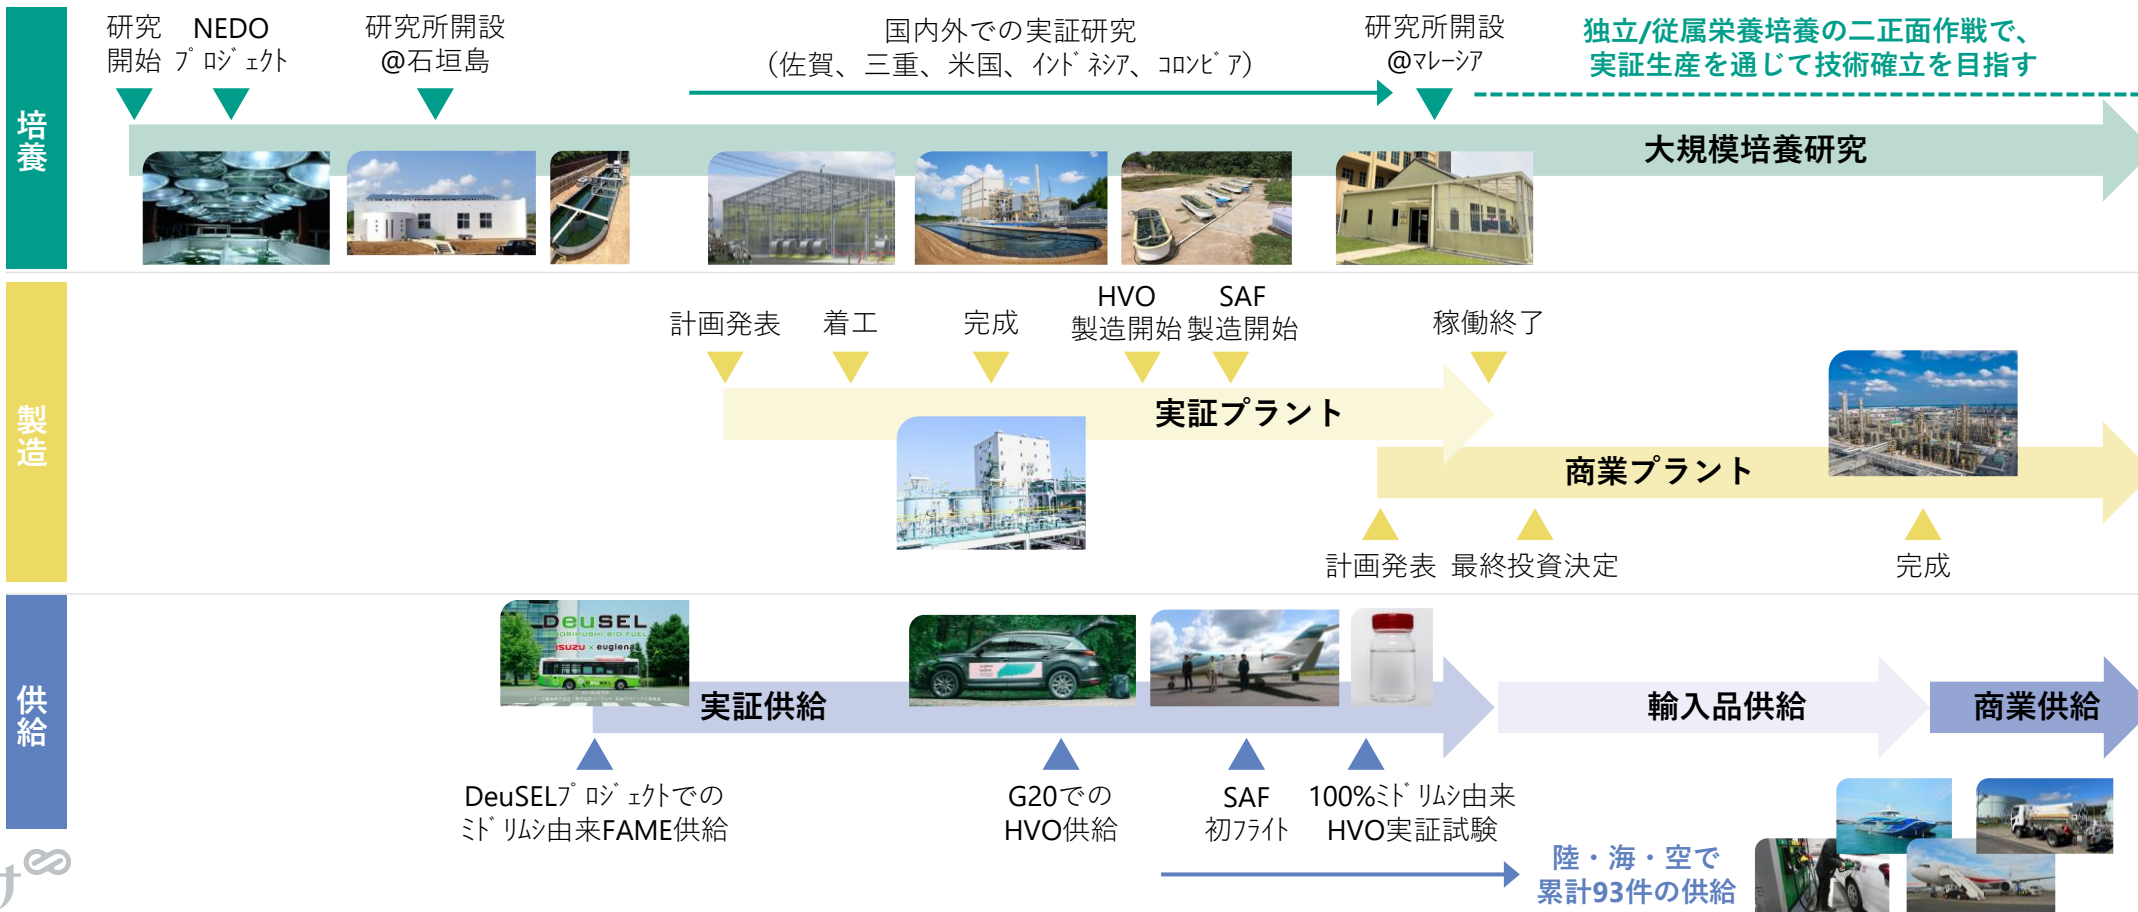 培養
研究
開始
NEDO
ﾌﾟﾛｼﾞｪｸﾄ
研究所開設
@石垣島
国内外での実証研究
（佐賀、三重、米国、ｲﾝﾄﾞﾈｼｱ、ｺﾛﾝﾋﾞｱ）
研究所開設
@ﾏﾚｰｼｱ
独立/従属栄養培養の二正面作戦で、
実証生産を通じて技術確立を目指す
大規模培養研究
製造
計画発表
着工
完成
HVO
製造開始
SAF
製造開始
稼働終了
実証プラント
商業プラント
計画発表
最終投資決定
完成
供給
DeuSEL
MIDORIMUSHI BIO FUEL
ISUZU x euglena
実証供給
輸入品供給
商業供給
DeuSELﾌﾟﾛｼﾞｪｸﾄでの
ﾐﾄﾞﾘﾑｼ由来FAME供給
G20での
HVO供給
SAF
初ﾌﾗｲﾄ
100%ﾐﾄﾞﾘﾑｼ由来
HVO実証試験
陸・海・空で
累計93件の供給